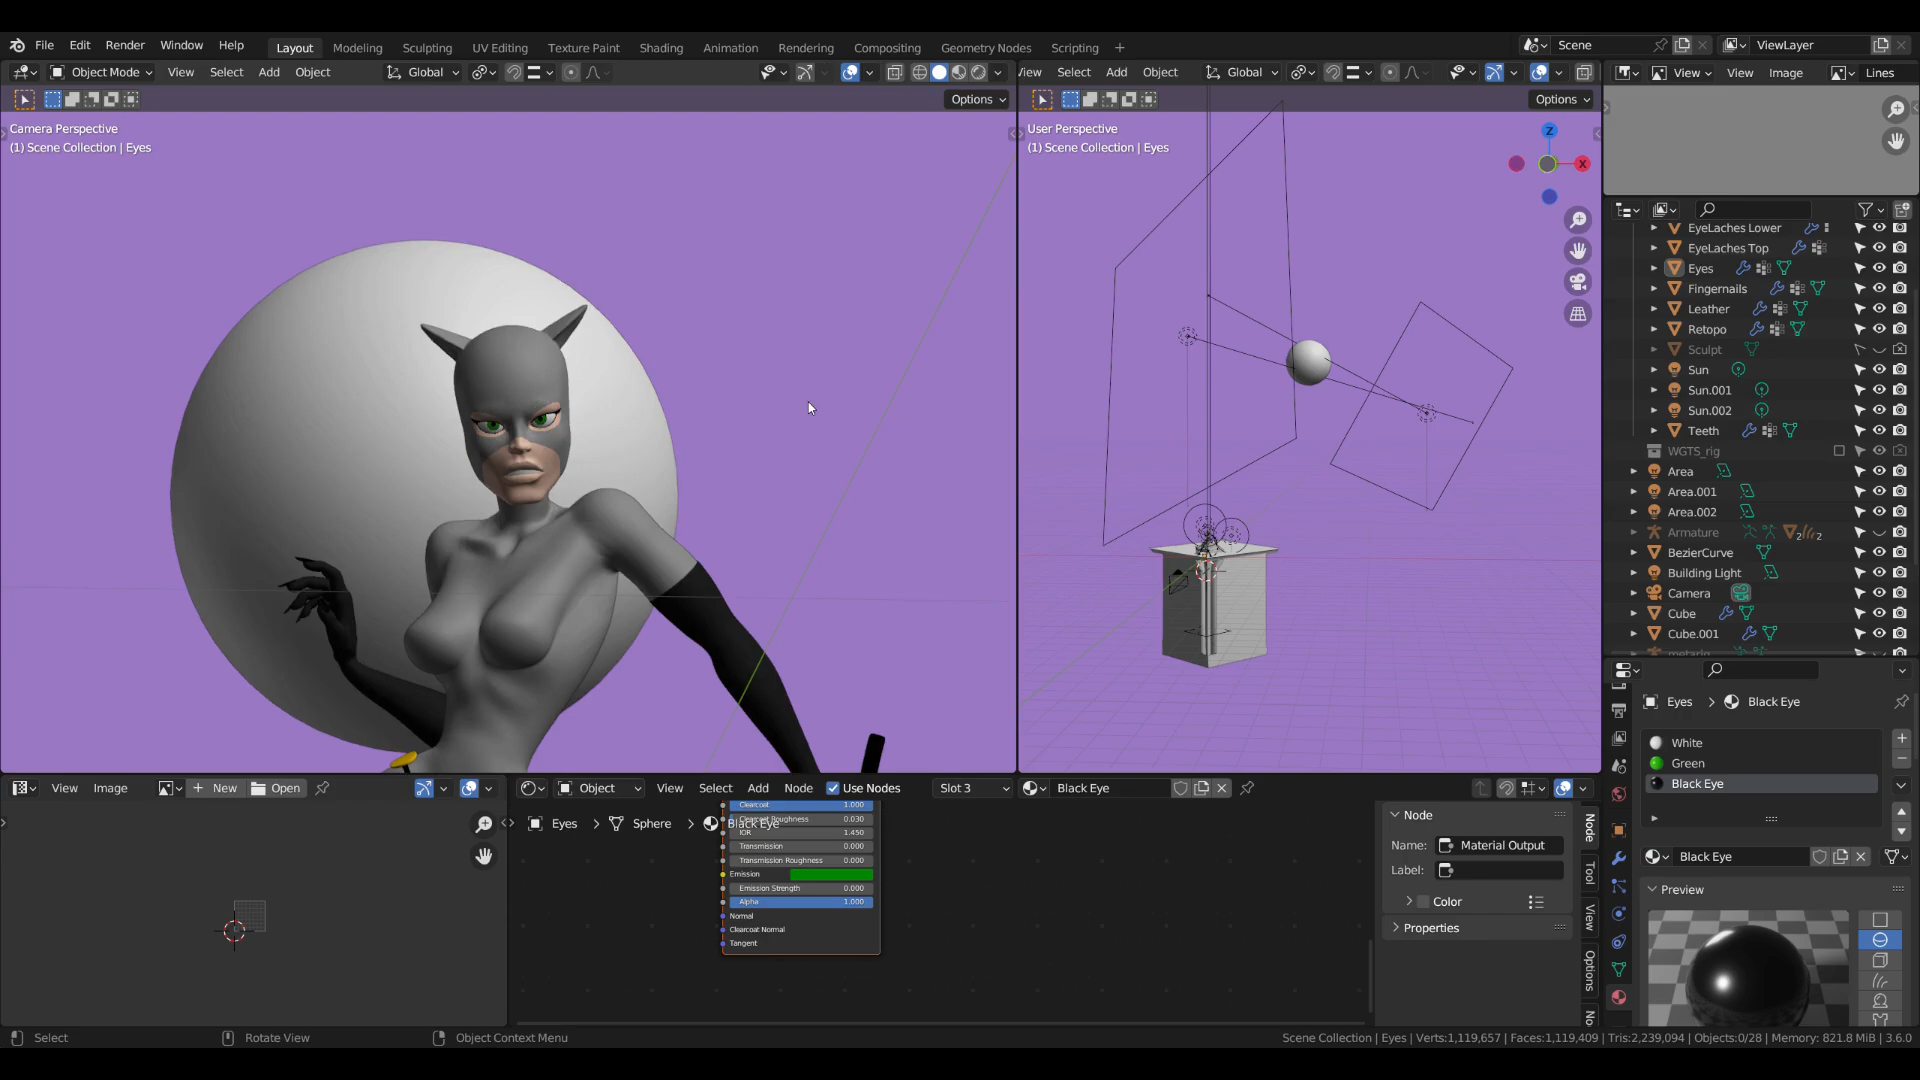 File Edit Render Window Help Layout Modeling Sculpting UV Editing Texture Paint Shading Animation Rendering Compositing Geometry Nodes Scripting + Scene ViewLayer
Object Mode View Select Add Object Global
Options
Camera Perspective
(1) Scene Collection | Eyes
View Select Add Object Global
Options
User Perspective
(1) Scene Collection | Eyes
Z
X
View View Image Lines
EyeLaches Lower
EyeLaches Top
Eyes
Fingernails
Leather
Retopo
Sculpt
Sun
Sun.001
Sun.002
Teeth
WGTS_rig
Area
Area.001
Area.002
Armature 2 2
BezierCurve
Building Light
Camera
Cube
Cube.001
metarig
Eyes > Black Eye
White
Green
Black Eye
Black Eye
Preview
View Image New Open
Object View Select Add Node Use Nodes Slot 3 Black Eye
Eyes > Sphere > Black Eye
Clearcoat 1.000
Clearcoat Roughness 0.030
IOR 1.450
Transmission 0.000
Transmission Roughness 0.000
Emission
Emission Strength 0.000
Alpha 1.000
Normal
Clearcoat Normal
Tangent
Node
Name: Material Output
Label:
Color
Properties
Node
Tool
View
Options
No
Select Rotate View Object Context Menu Scene Collection | Eyes | Verts:1,119,657 | Faces:1,119,409 | Tris:2,239,094 | Objects:0/28 | Memory: 821.8 MiB | 3.6.0